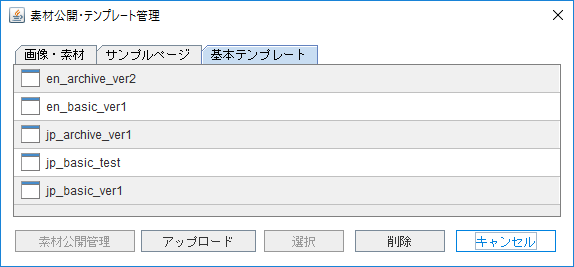 素材公開・テンプレート管理
画像・素材 サンプルページ 基本テンプレート
en_archive_ver2
en_basic_ver1
jp_archive_ver1
jp_basic_test
jp_basic_ver1
素材公開管理 アップロード 選択 削除 キャンセル